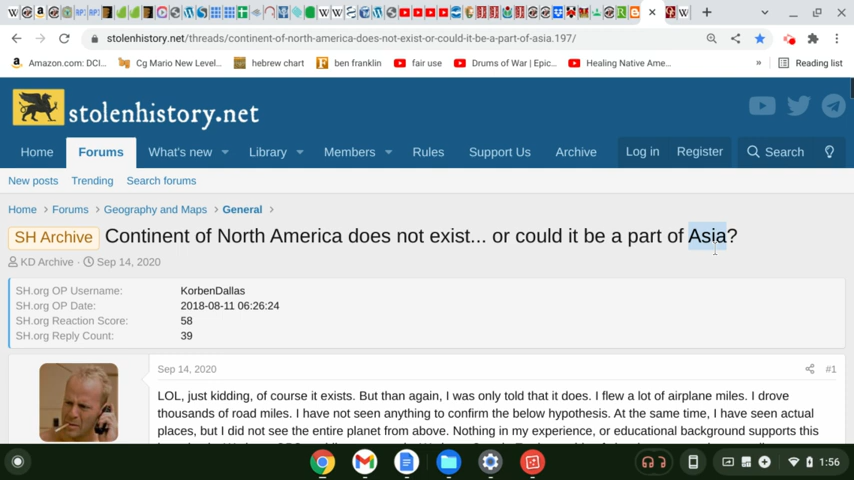 stolenhistory.net/threads/continent-of-north-america-does-not-exist-or-could-it-be-a-part-of-asia.197/
Amazon.com: DCI... Cg Mario New Level... hebrew chart ben franklin fair use Drums of War | Epic... Healing Native Ame... » Reading list
stolenhistory.net
Home Forums What's new Library Members Rules Support Us Archive Log in Register Search
New posts Trending Search forums
Home > Forums > Geography and Maps > General >
SH Archive Continent of North America does not exist... or could it be a part of Asia?
KD Archive · Sep 14, 2020
SH.org OP Username: KorbenDallas
SH.org OP Date: 2018-08-11 06:26:24
SH.org Reaction Score: 58
SH.org Reply Count: 39
Sep 14, 2020 #1
LOL, just kidding, of course it exists. But than again, I was only told that it does. I flew a lot of airplane miles. I drove
thousands of road miles. I have not seen anything to confirm the below hypothesis. At the same time, I have seen actual
places, but I did not see the entire planet from above. Nothing in my experience, or educational background supports this
1:56